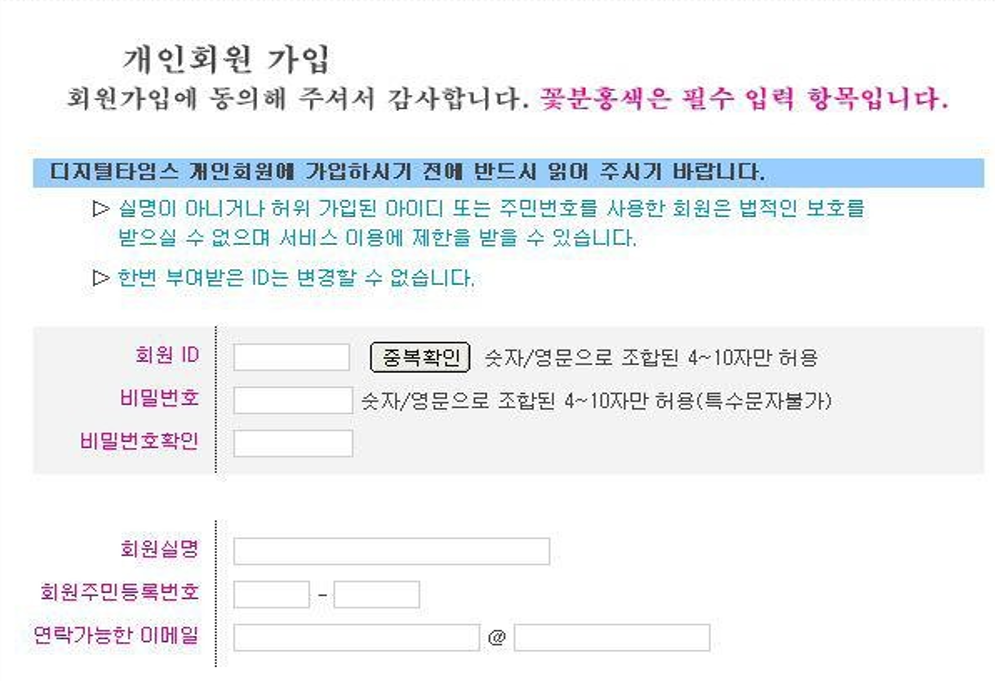 개인회원 가입
회원가입에 동의해 주셔서 감사합니다. 꽃분홍색은 필수 입력 항목입니다.
디지털타임스 개인회원에 가입하시기 전에 반드시 읽어 주시기 바랍니다.
▷ 실명이 아니거나 허위 가입된 아이디 또는 주민번호를 사용한 회원은 법적인 보호를
받으실 수 없으며 서비스 이용에 제한을 받을 수 있습니다.
▷ 한번 부여받은 ID는 변경할 수 없습니다.
회원 ID 중복확인 숫자/영문으로 조합된 4~10자만 허용
비밀번호 숫자/영문으로 조합된 4~10자만 허용(특수문자불가)
비밀번호확인
회원실명
회원주민등록번호 -
연락가능한 이메일 @